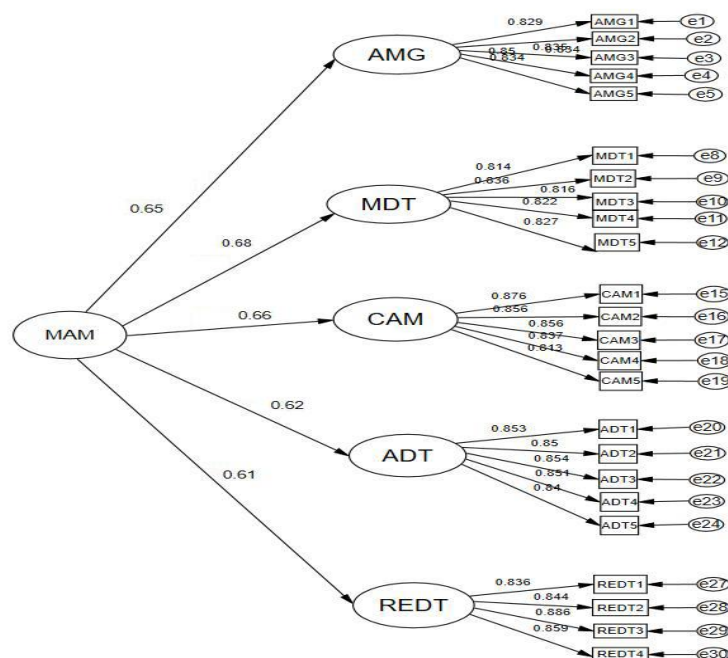 0.829 AMG1 e1
AMG2 e2
0.835
AMG 0.85 0.834 AMG3 e3
0.834 AMG4 e4
AMG5 e5
0.814 MDT1 e8
0.836 MDT2 e9
0.65 MDT 0.816 MDT3 e10
0.822 MDT4 e11
0.68 0.827 MDT5 e12
0.876 CAM1 e15
0.66 CAM 0.856 CAM2 e16
0.856 CAM3 e17
MAM 0.837 CAM4 e18
0.813 CAM5 e19
0.62 0.853 ADT1 e20
0.85 ADT2 e21
ADT 0.854 ADT3 e22
0.851 ADT4 e23
0.61 0.84 ADT5 e24
0.836 REDT1 e27
REDT 0.844 REDT2 e28
0.886 REDT3 e29
0.859 REDT4 e30